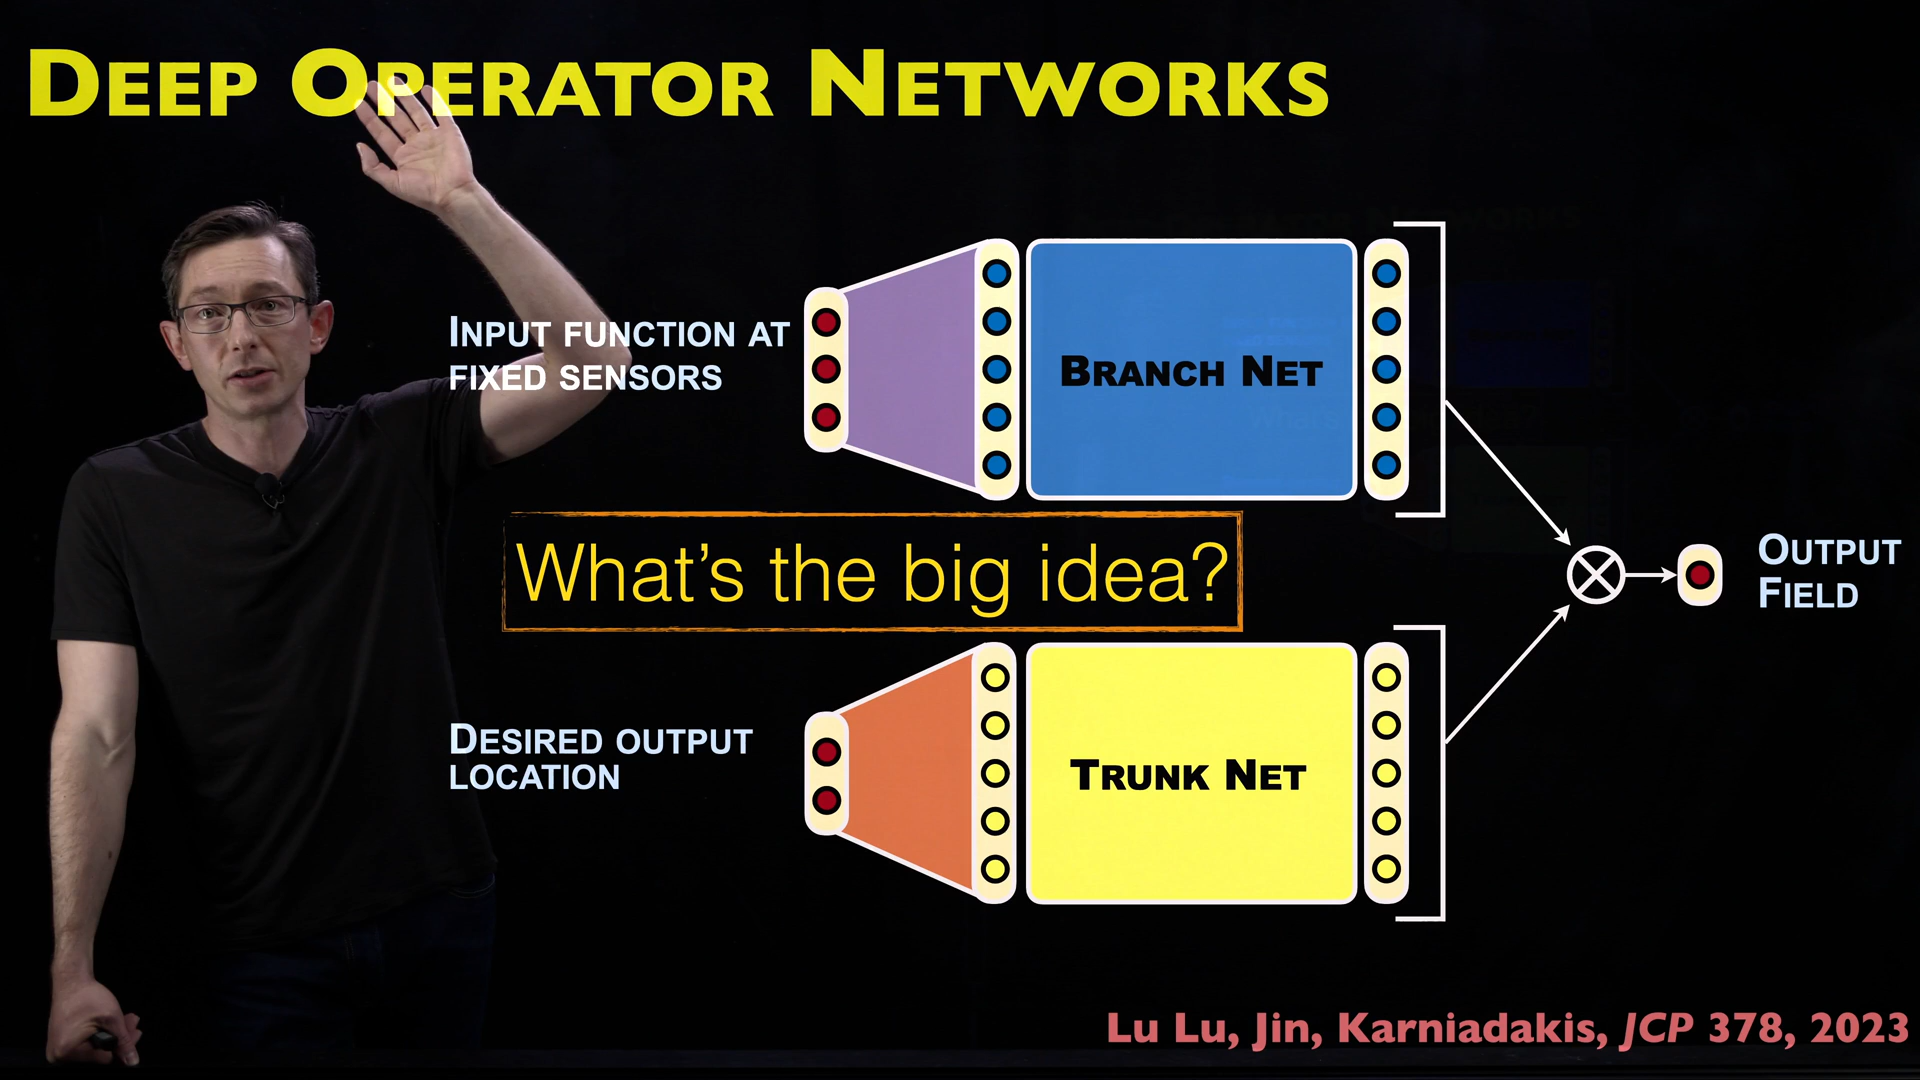 DEEP OPERATOR NETWORKS
INPUT FUNCTION AT
FIXED SENSORS
BRANCH NET
What's the big idea?
OUTPUT
FIELD
DESIRED OUTPUT
LOCATION
TRUNK NET
Lu Lu, Jin, Karniadakis, JCP 378, 2023